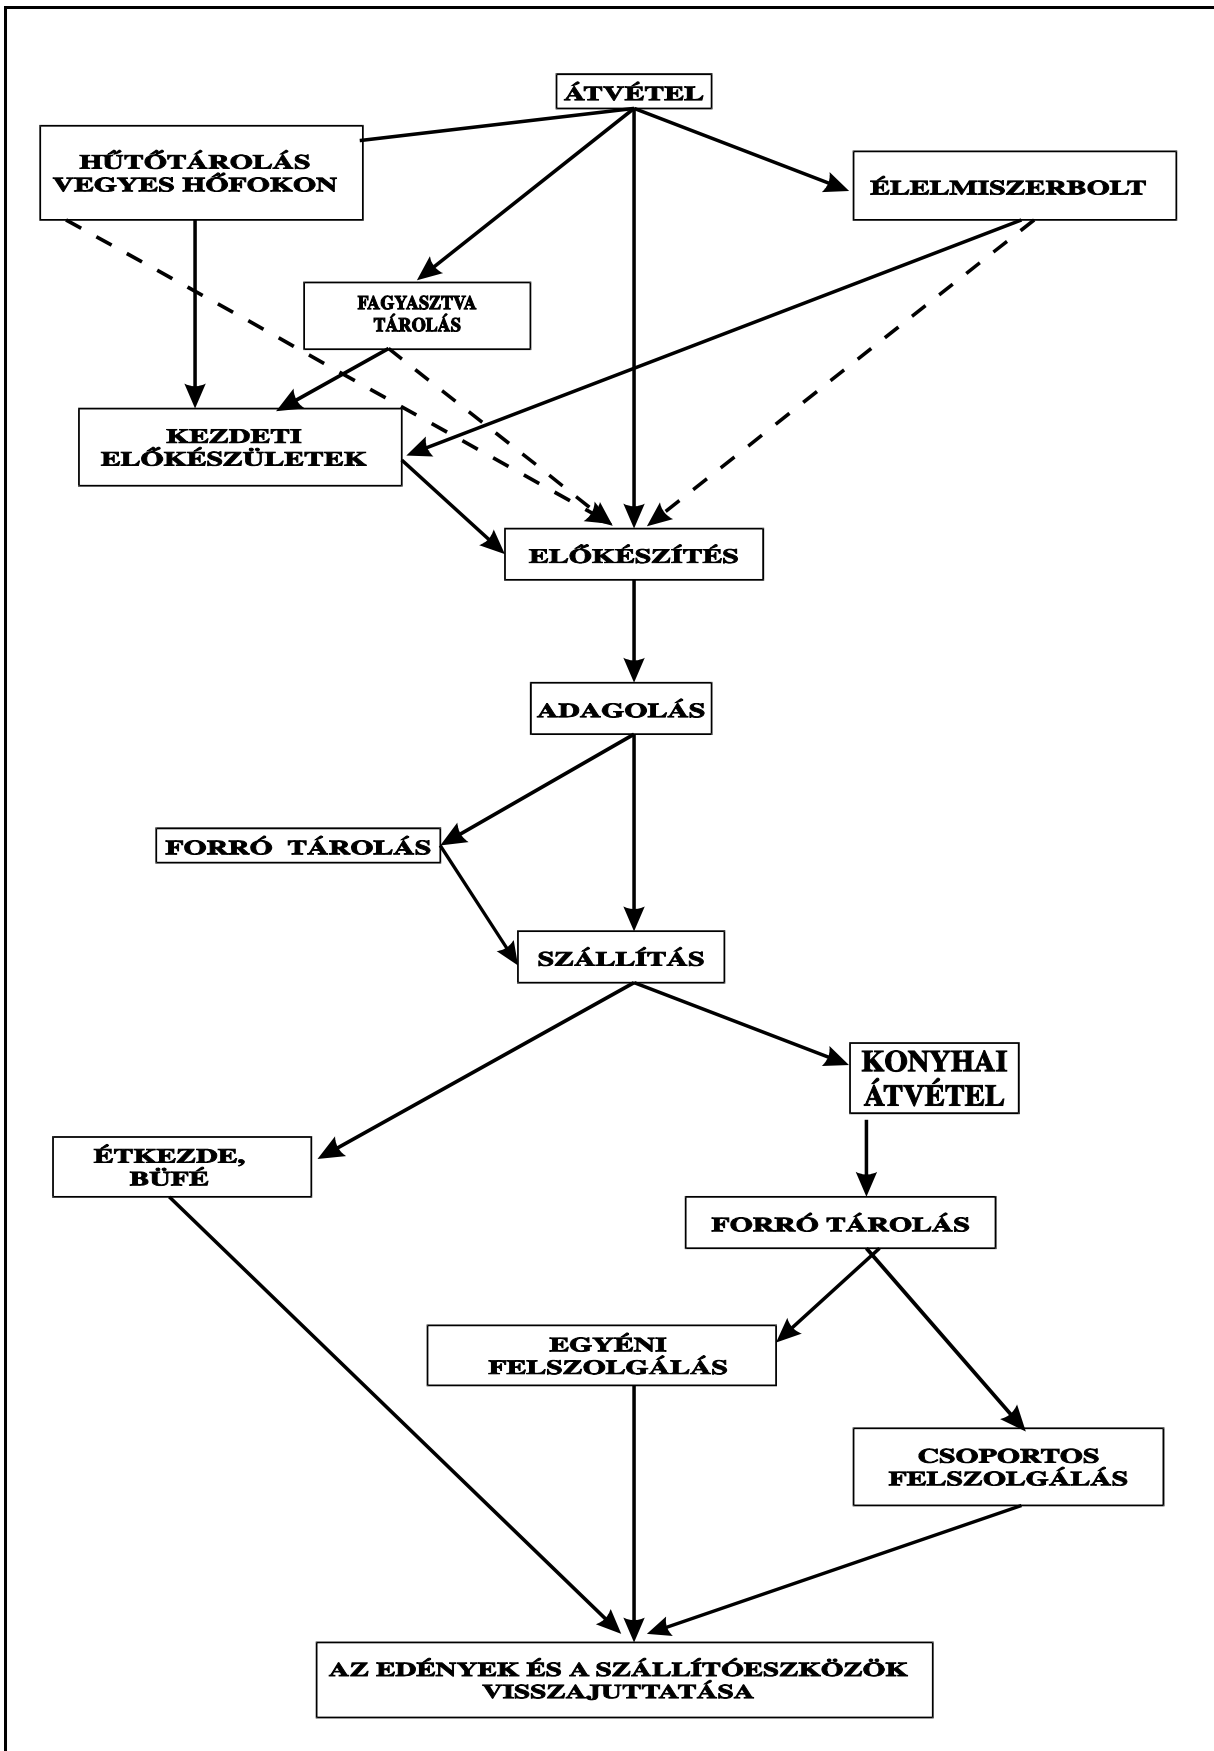 ÁTVÉTEL
HŰTŐTÁROLÁS
VEGYES HŐFOKON
ÉLELMISZERBOLT
FAGYASZTVA
TÁROLÁS
KEZDETI
ELŐKÉSZÜLETEK
ELŐKÉSZÍTÉS
ADAGOLÁS
FORRÓ TÁROLÁS
SZÁLLÍTÁS
KONYHAI
ÁTVÉTEL
ÉTKEZDE,
BÜFÉ
FORRÓ TÁROLÁS
EGYÉNI
FELSZOLGÁLÁS
CSOPORTOS
FELSZOLGÁLÁS
AZ EDÉNYEK ÉS A SZÁLLÍTÓESZKÖZÖK
VISSZAJUTTATÁSA